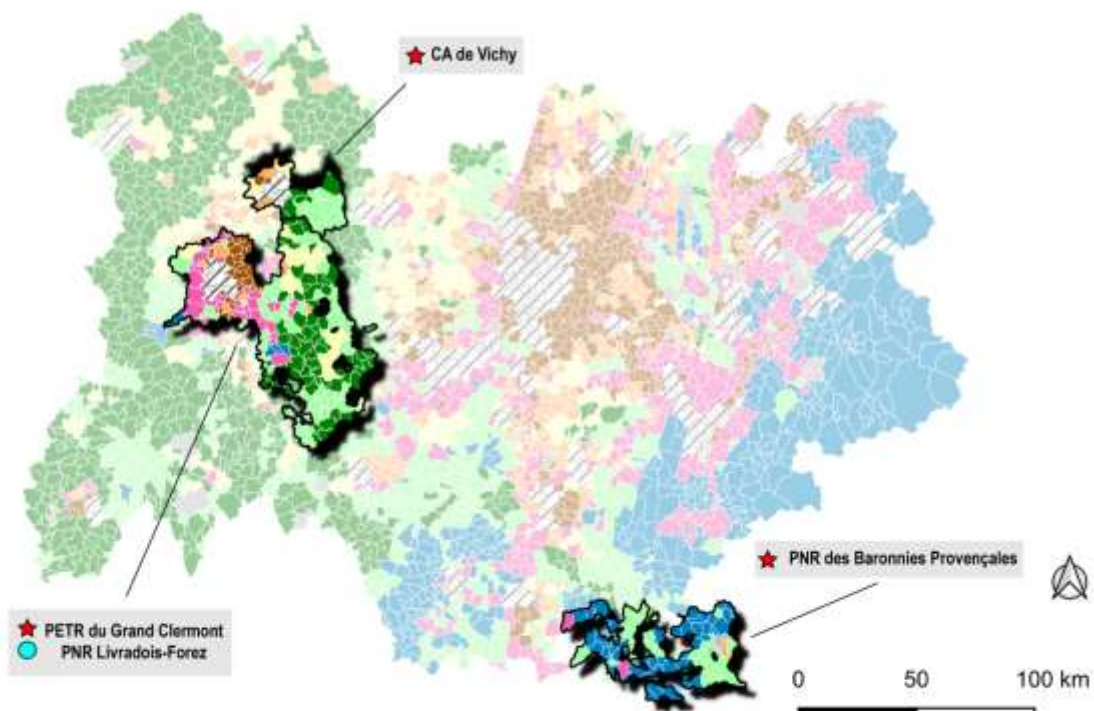 CA de Vichy
PNR des Baronnies Provençales
PETR du Grand Clermont
PNR Livradois-Forez
0 50 100 km